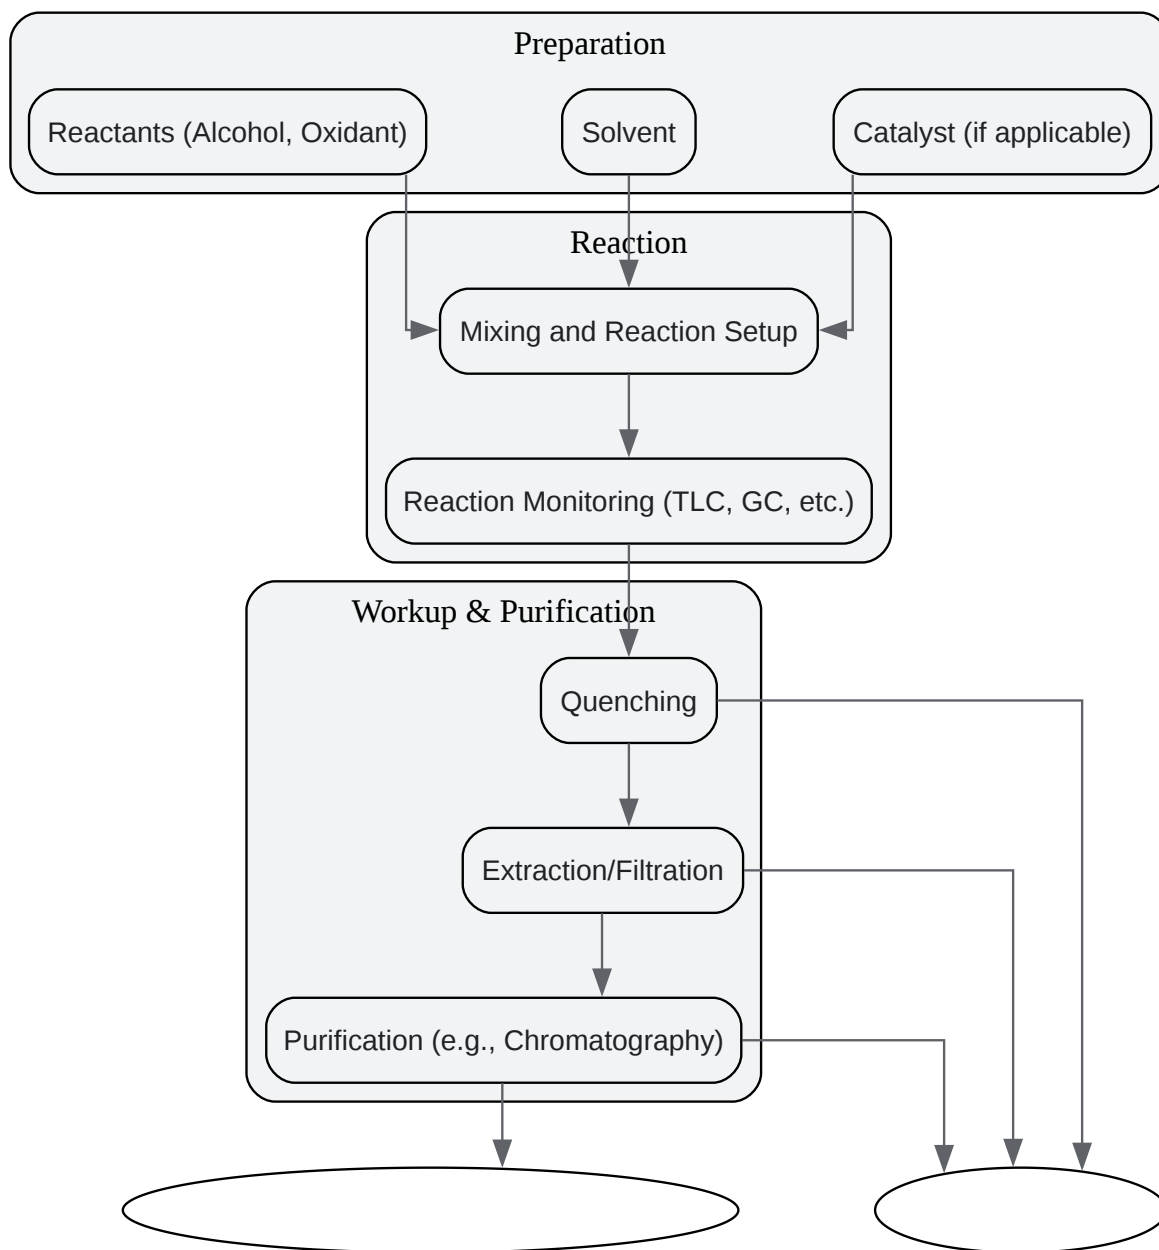 Preparation
Reactants (Alcohol, Oxidant)
Solvent
Catalyst (if applicable)
Reaction
Mixing and Reaction Setup
Reaction Monitoring (TLC, GC, etc.)
Workup & Purification
Quenching
Extraction/Filtration
Purification (e.g., Chromatography)